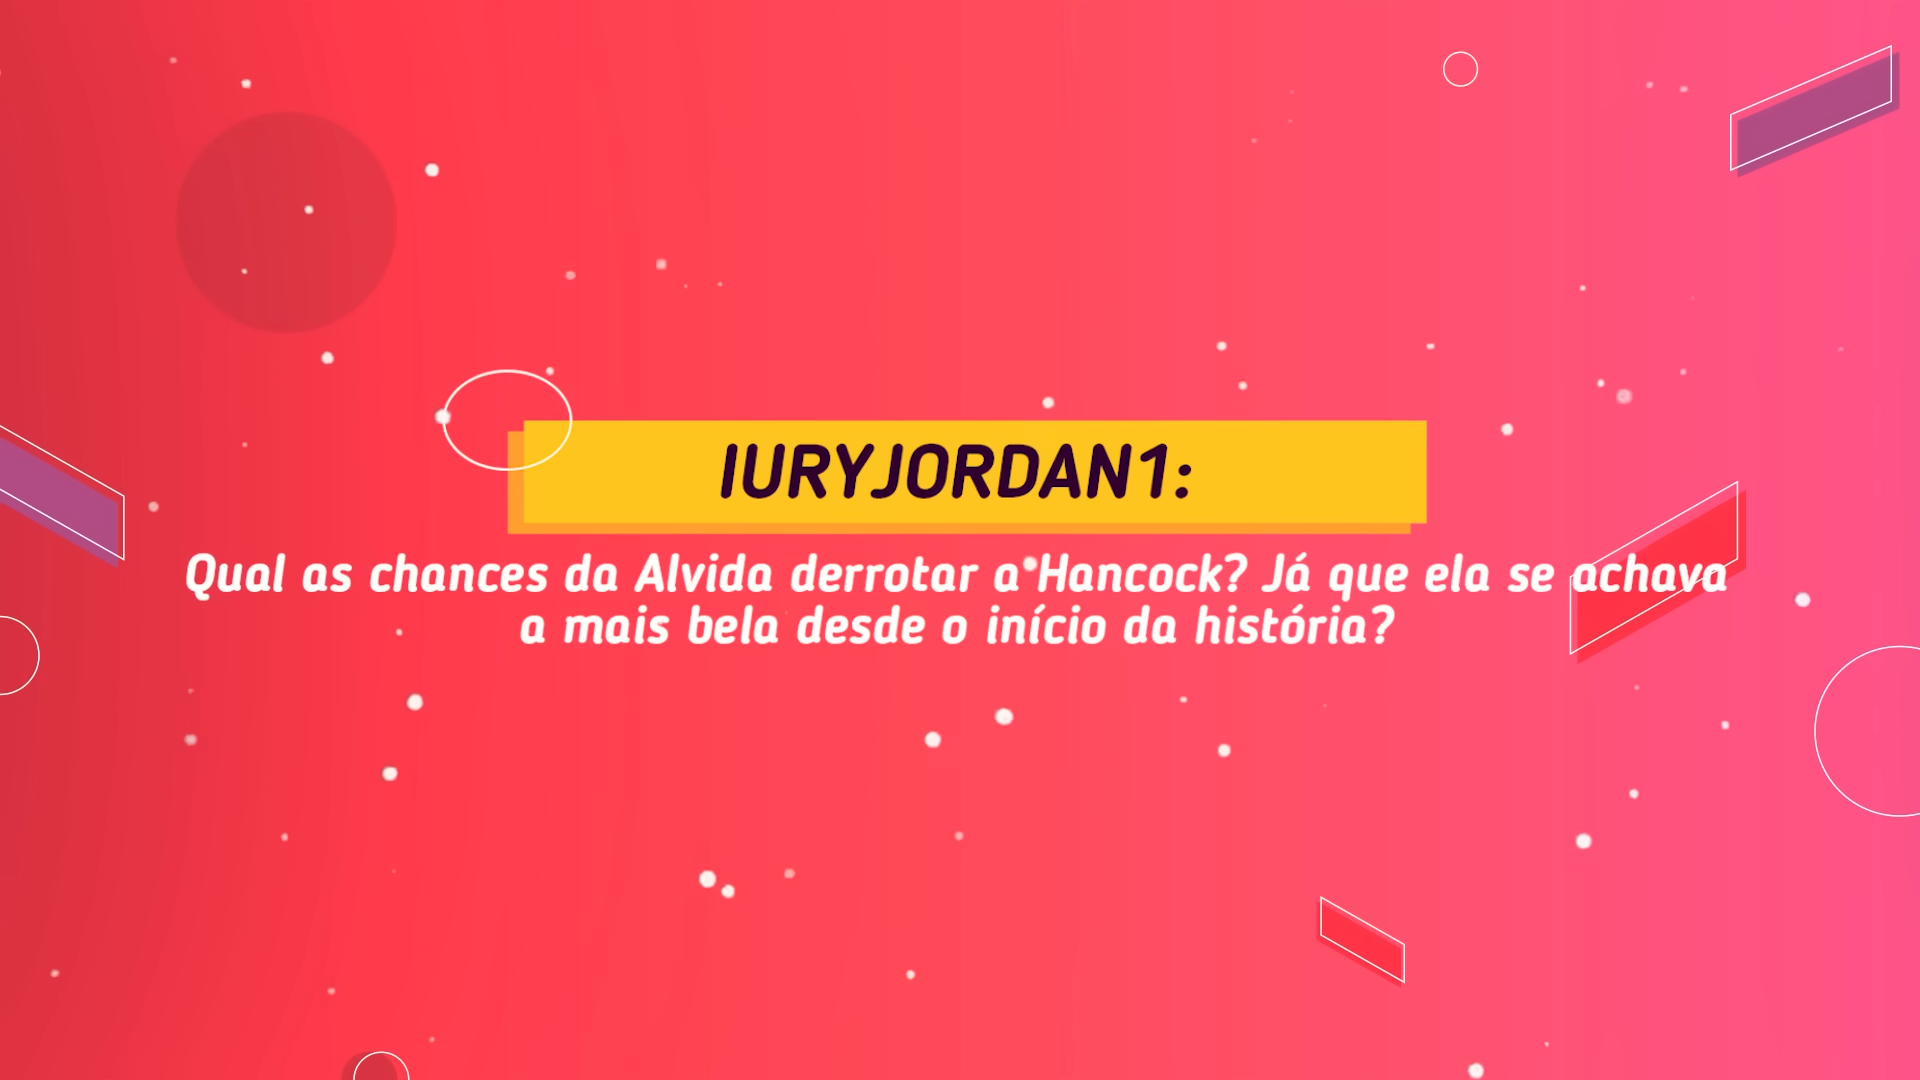 IURYJORDAN1:
Qual as chances da Alvida derrotar a Hancock? Já que ela se achava
a mais bela desde o início da história?